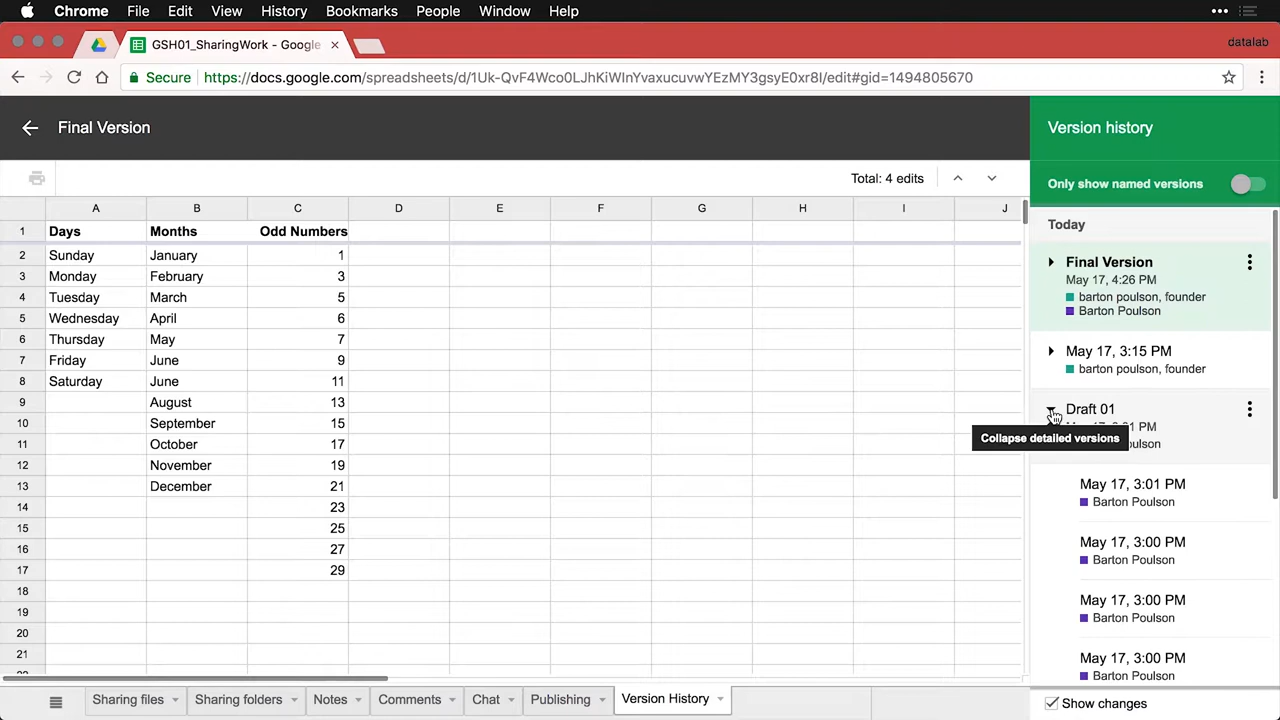 Chrome File Edit View History Bookmarks People Window Help
GSH01_SharingWork - Google
datalab
Secure https://docs.google.com/spreadsheets/d/1Uk-QvF4Wco0LJhKiWlnYvaxucuvwYEzMY3gsyE0xr8I/edit#gid=1494805670
Final Version
Version history
Total: 4 edits
Only show named versions
A B C D E F G H I J
1 Days Months Odd Numbers
2 Sunday January 1
3 Monday February 3
4 Tuesday March 5
5 Wednesday April 6
6 Thursday May 7
7 Friday June 9
8 Saturday June 11
9 August 13
10 September 15
11 October 17
12 November 19
13 December 21
14 23
15 25
16 27
17 29
18
19
20
21
Today
Final Version
May 17, 4:26 PM
barton poulson, founder
Barton Poulson
May 17, 3:15 PM
barton poulson, founder
Draft 01
PM
Collapse detailed versions
May 17, 3:01 PM
Barton Poulson
May 17, 3:00 PM
Barton Poulson
May 17, 3:00 PM
Barton Poulson
May 17, 3:00 PM
Barton Poulson
Sharing files Sharing folders Notes Comments Chat Publishing Version History
Show changes